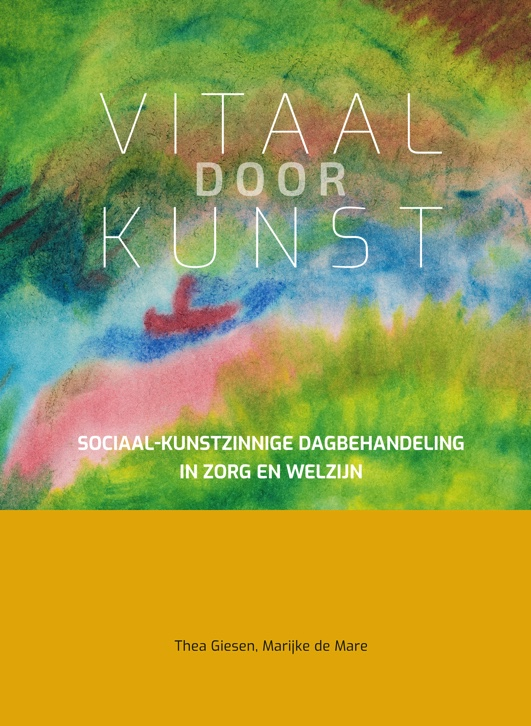 VITAAL
DOOR
KUNST
SOCIAAL-KUNSTZINNIGE DAGBEHANDELING
IN ZORG EN WELZIJN
Thea Giesen, Marijke de Mare